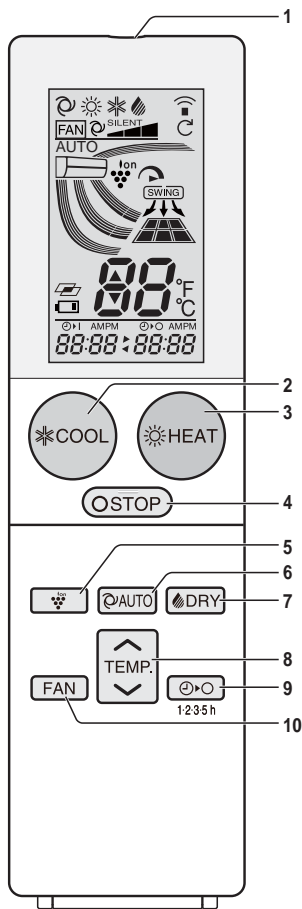 1
SILENT
FAN
AUTO
ion
SWING
88 °F °C
AMPM AMPM
88:88 88:88
2
3
COOL
HEAT
4
STOP
5
6
ion
AUTO
DRY
7
TEMP.
8
FAN
9
1·2·3·5 h
10